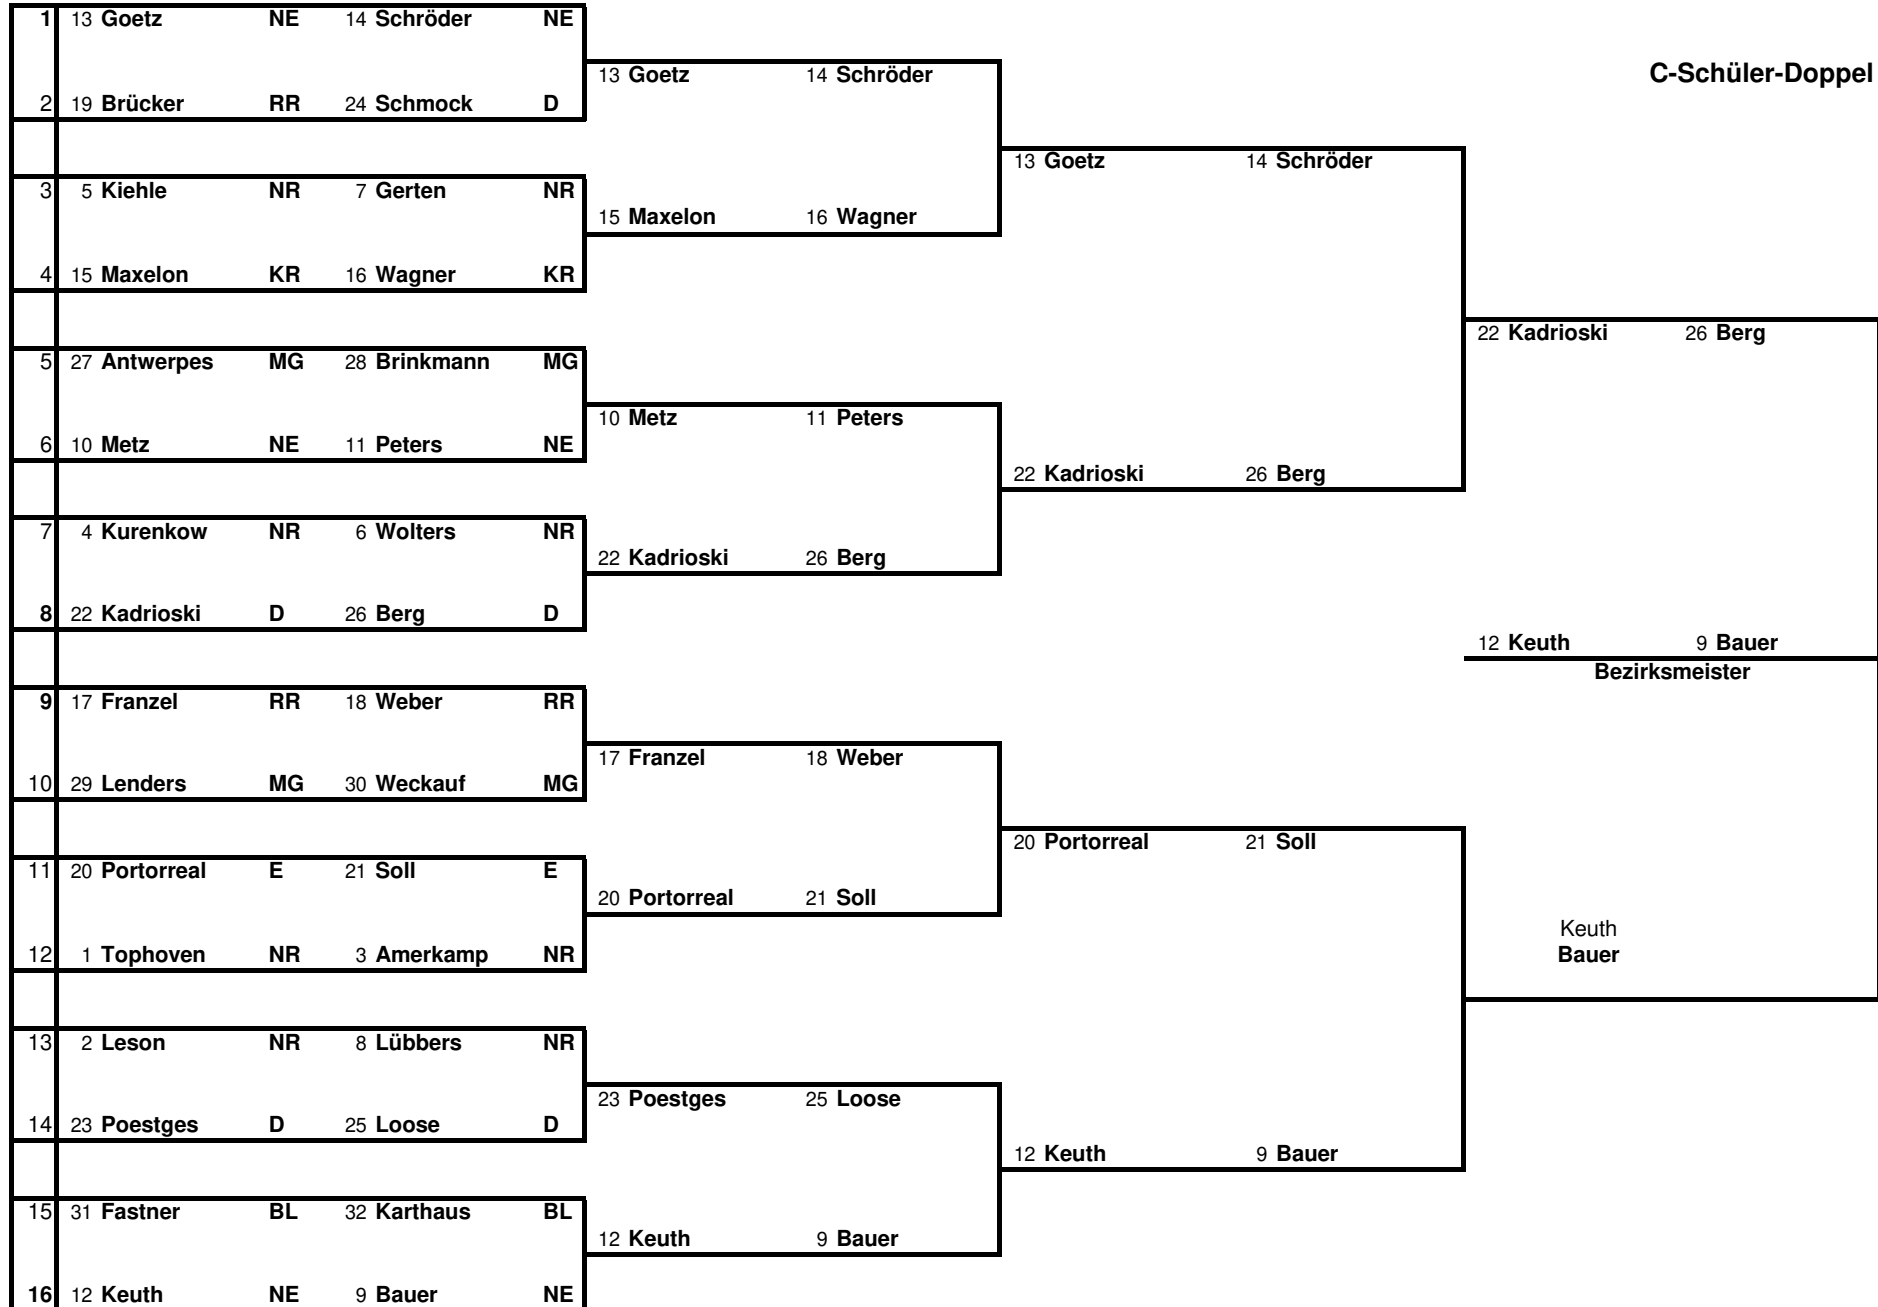 1 13 Goetz NE 14 Schröder NE
13 Goetz 14 Schröder
C-Schüler-Doppel
2 19 Brücker RR 24 Schmock D
13 Goetz 14 Schröder
3 5 Kiehle NR 7 Gerten NR
15 Maxelon 16 Wagner
4 15 Maxelon KR 16 Wagner KR
22 Kadrioski 26 Berg
5 27 Antwerpes MG 28 Brinkmann MG
10 Metz 11 Peters
6 10 Metz NE 11 Peters NE
22 Kadrioski 26 Berg
7 4 Kurenkow NR 6 Wolters NR
22 Kadrioski 26 Berg
8 22 Kadrioski D 26 Berg D
12 Keuth 9 Bauer
Bezirksmeister
9 17 Franzel RR 18 Weber RR
17 Franzel 18 Weber
10 29 Lenders MG 30 Weckauf MG
20 Portorreal 21 Soll
11 20 Portorreal E 21 Soll E
20 Portorreal 21 Soll
Keuth
12 1 Tophoven NR 3 Amerkamp NR
Bauer
13 2 Leson NR 8 Lübbers NR
23 Poestges 25 Loose
14 23 Poestges D 25 Loose D
12 Keuth 9 Bauer
15 31 Fastner BL 32 Karthaus BL
12 Keuth 9 Bauer
16 12 Keuth NE 9 Bauer NE